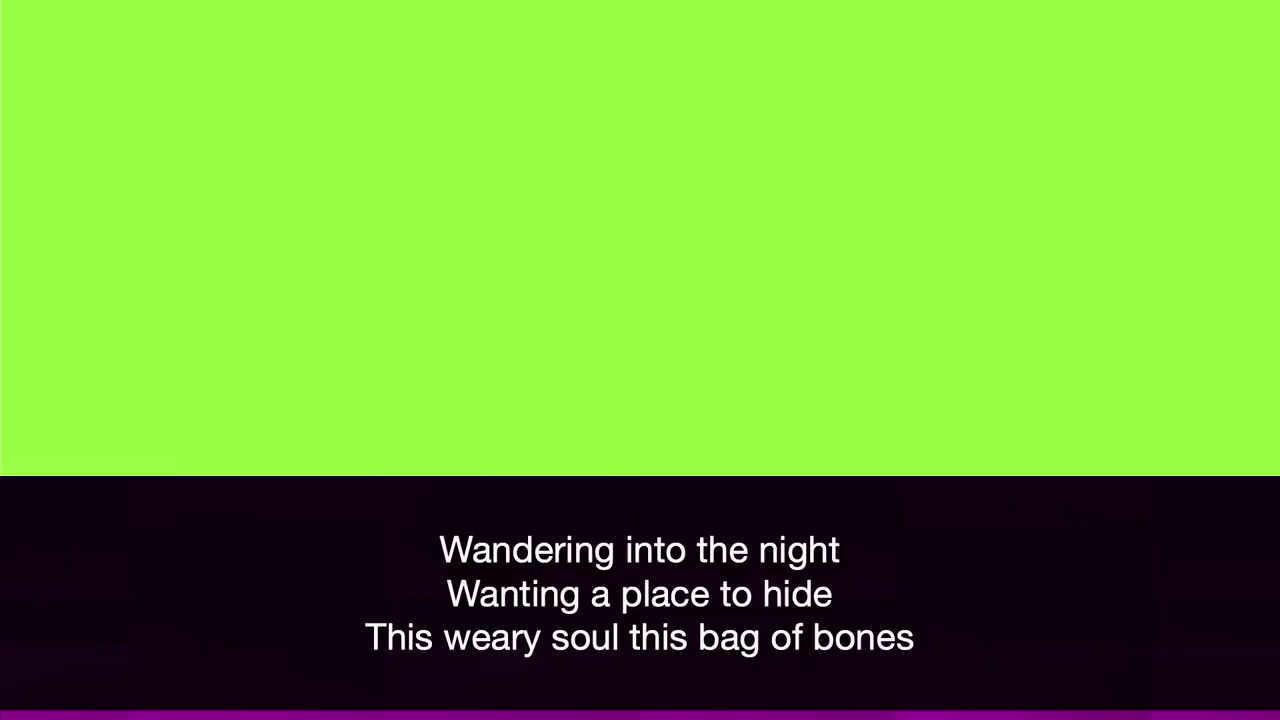 Wandering into the night
Wanting a place to hide
This weary soul this bag of bones